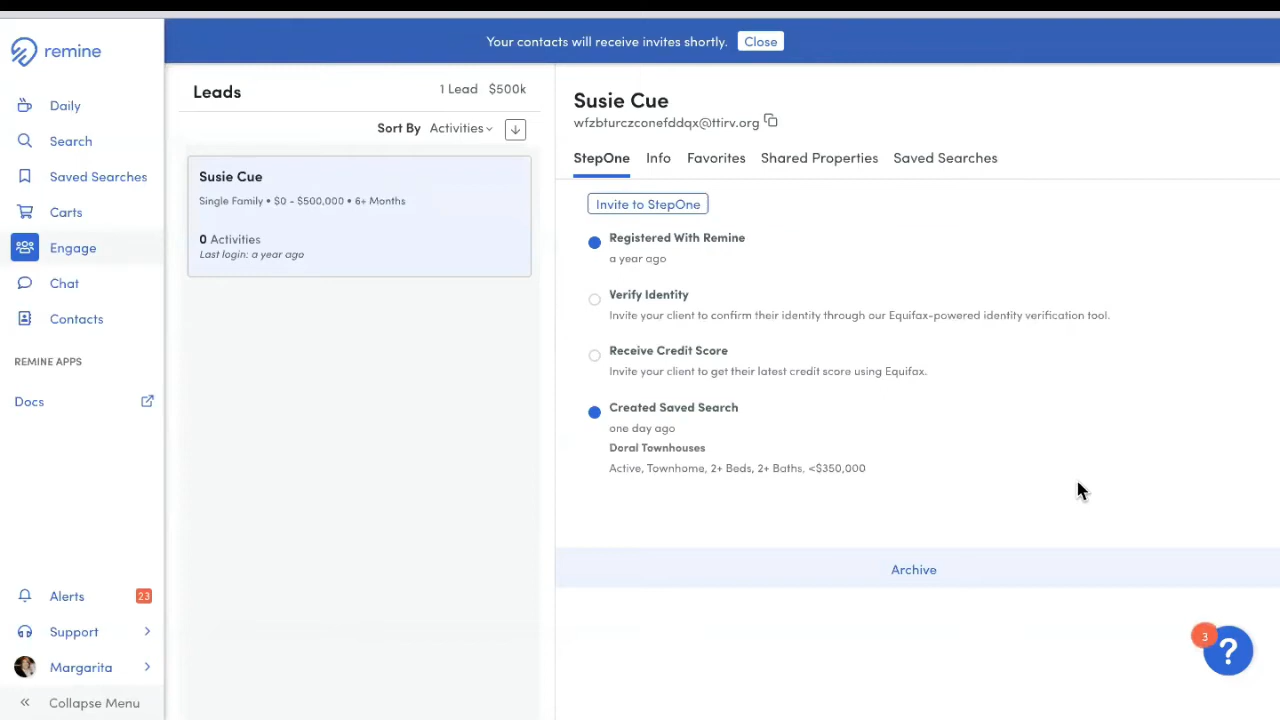 remine
Your contacts will receive invites shortly. Close
Daily
Search
Saved Searches
Carts
Engage
Chat
Contacts
REMINE APPS
Docs
Alerts 23
Support
Margarita
Collapse Menu
Leads 1 Lead $500k
Sort By Activities
Susie Cue
Single Family • $0 - $500,000 • 6+ Months
0 Activities
Last login: a year ago
Susie Cue
wfzbturczconefddqx@ttirv.org
StepOne Info Favorites Shared Properties Saved Searches
Invite to StepOne
Registered With Remine
a year ago
Verify Identity
Invite your client to confirm their identity through our Equifax-powered identity verification tool.
Receive Credit Score
Invite your client to get their latest credit score using Equifax.
Created Saved Search
one day ago
Doral Townhouses
Active, Townhome, 2+ Beds, 2+ Baths, <$350,000
Archive
3
?